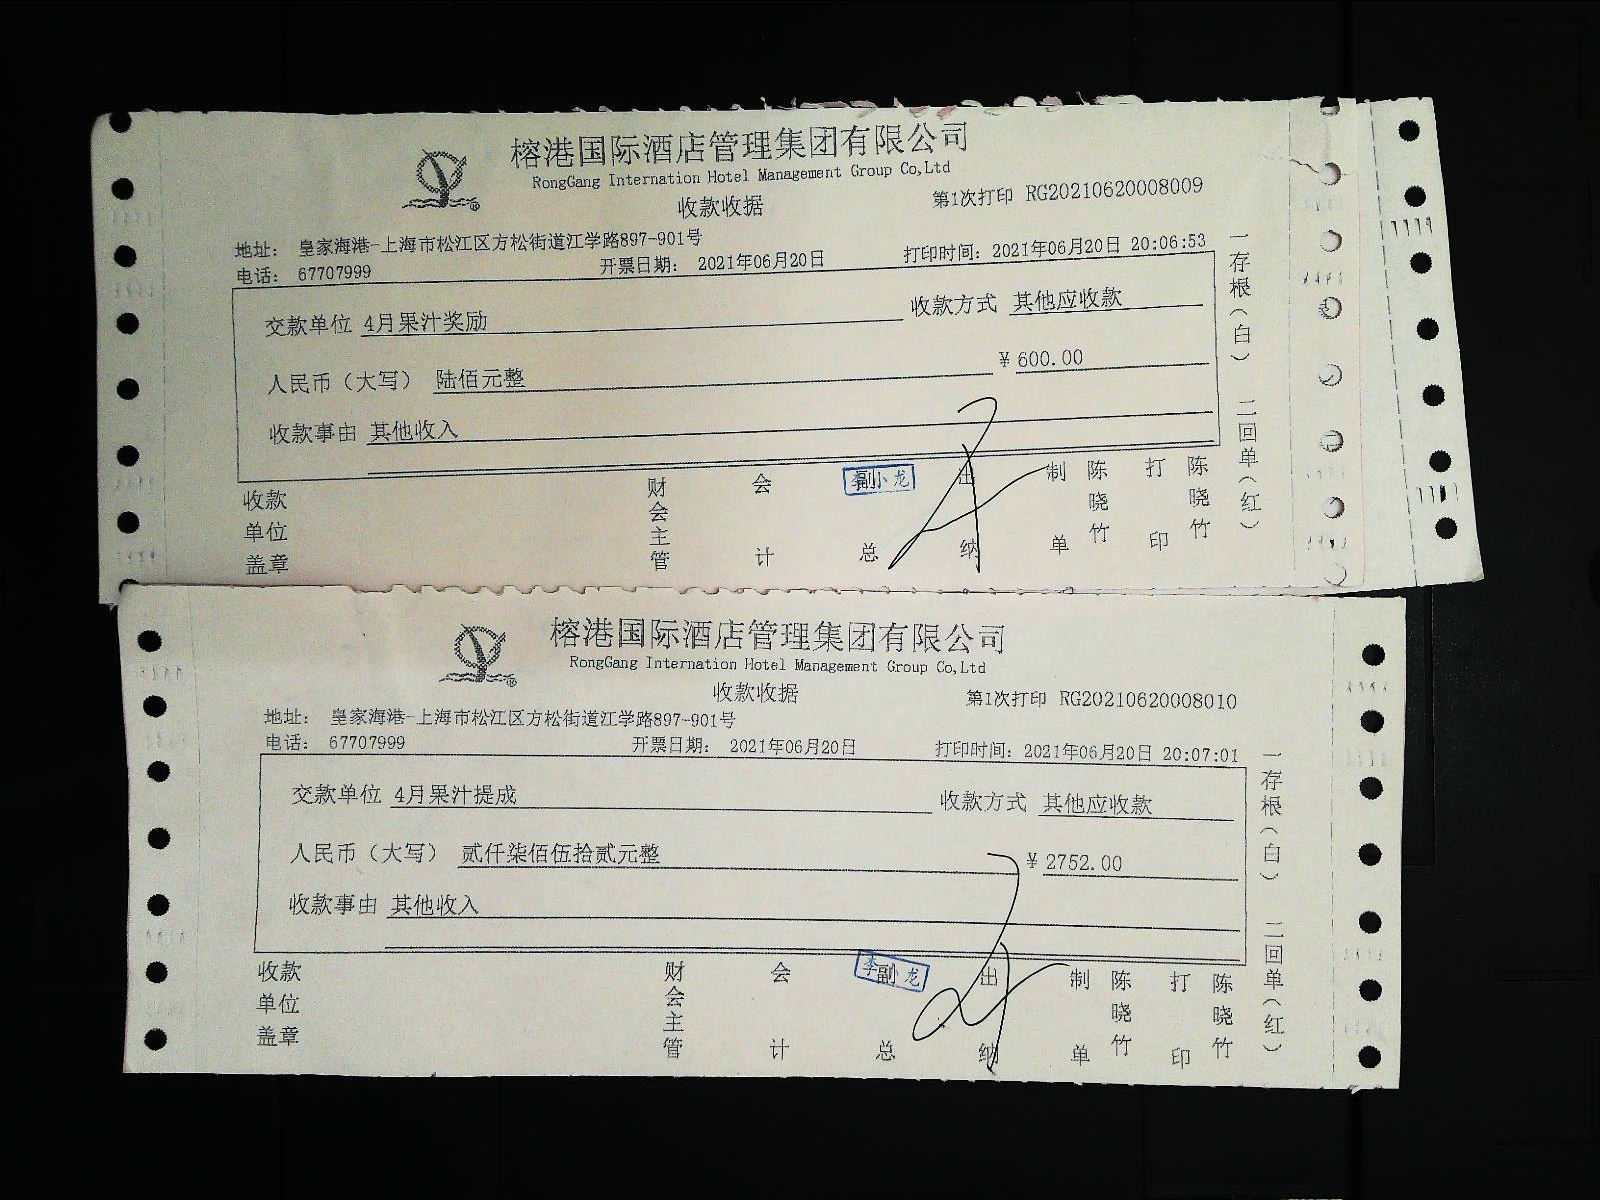 榕港国际酒店管理集团有限公司
RongGang Internation Hotel Management Group Co,Ltd
收款收据
第1次打印 RG20210620008009
地址： 皇家海港-上海市松江区方松街道江学路897-901号
电话： 67707999
开票日期： 2021年06月20日
打印时间：2021年06月20日 20:06:53
交款单位 4月果汁奖励
收款方式 其他应收款
人民币（大写） 陆佰元整
¥ 600.00
收款事由 其他收入
收款单位盖章
财会主管
会计
副总
李小龙
出纳
制单
陈晓竹
打印
陈晓竹
一存根（白） 二回单（红）
榕港国际酒店管理集团有限公司
RongGang Internation Hotel Management Group Co,Ltd
收款收据
第1次打印 RG20210620008010
地址： 皇家海港-上海市松江区方松街道江学路897-901号
电话： 67707999
开票日期： 2021年06月20日
打印时间：2021年06月20日 20:07:01
交款单位 4月果汁提成
收款方式 其他应收款
人民币（大写） 贰仟柒佰伍拾贰元整
¥ 2752.00
收款事由 其他收入
收款单位盖章
财会主管
会计
副总
李小龙
出纳
制单
陈晓竹
打印
陈晓竹
一存根（白） 二回单（红）